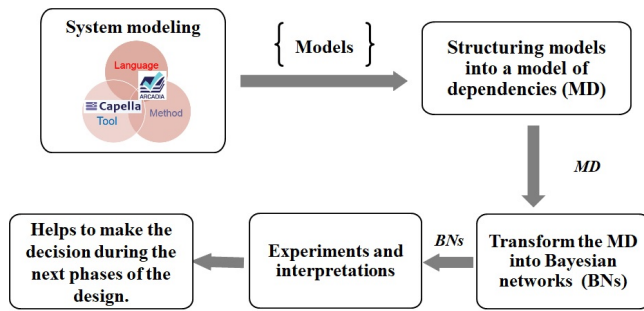 System modeling
Language
ARCADIA
Capella
Tool
Method
{ Models }
Structuring models
into a model of
dependencies (MD)
MD
Transform the MD
into Bayesian
networks (BNs)
BNs
Experiments and
interpretations
Helps to make the
decision during the
next phases of the
design.